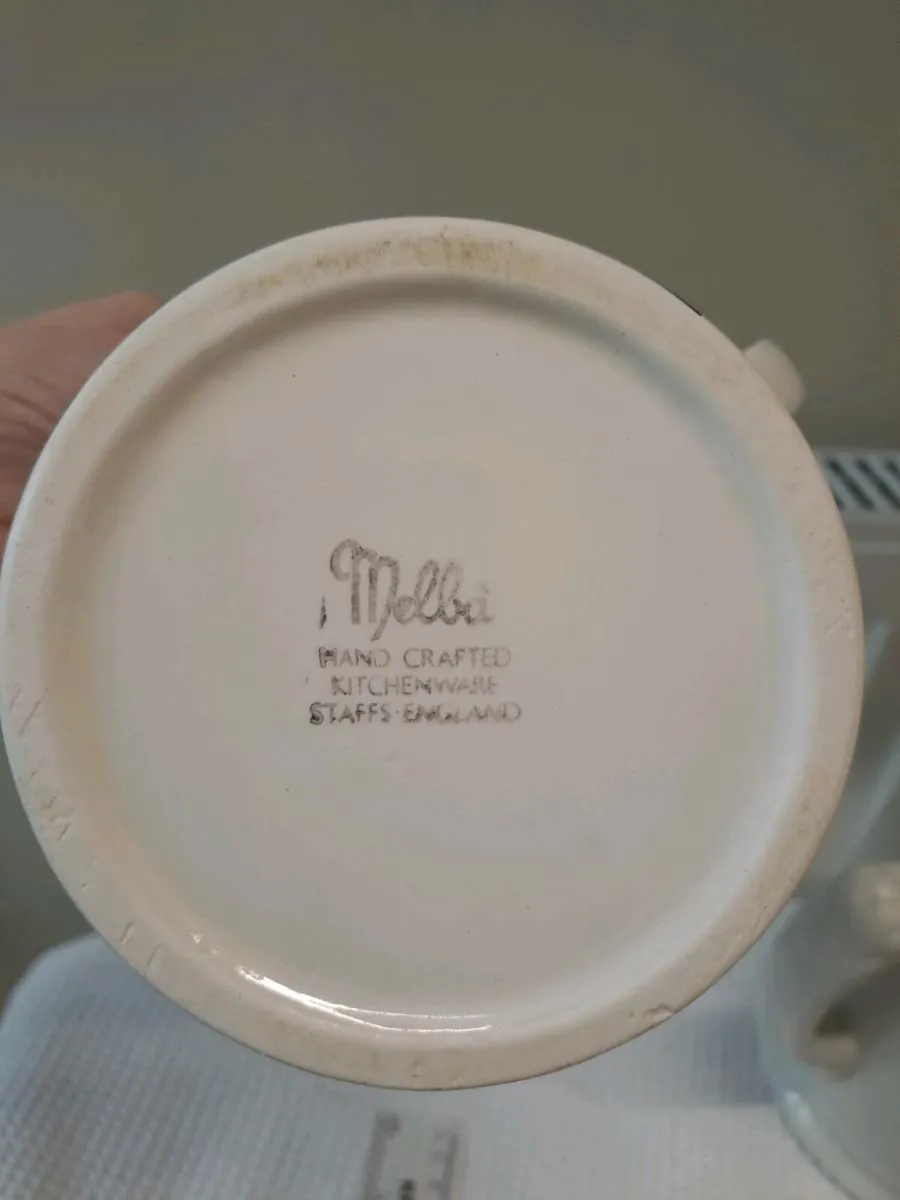 Melba
HAND CRAFTED
KITCHENWARE
STAFFS·ENGLAND